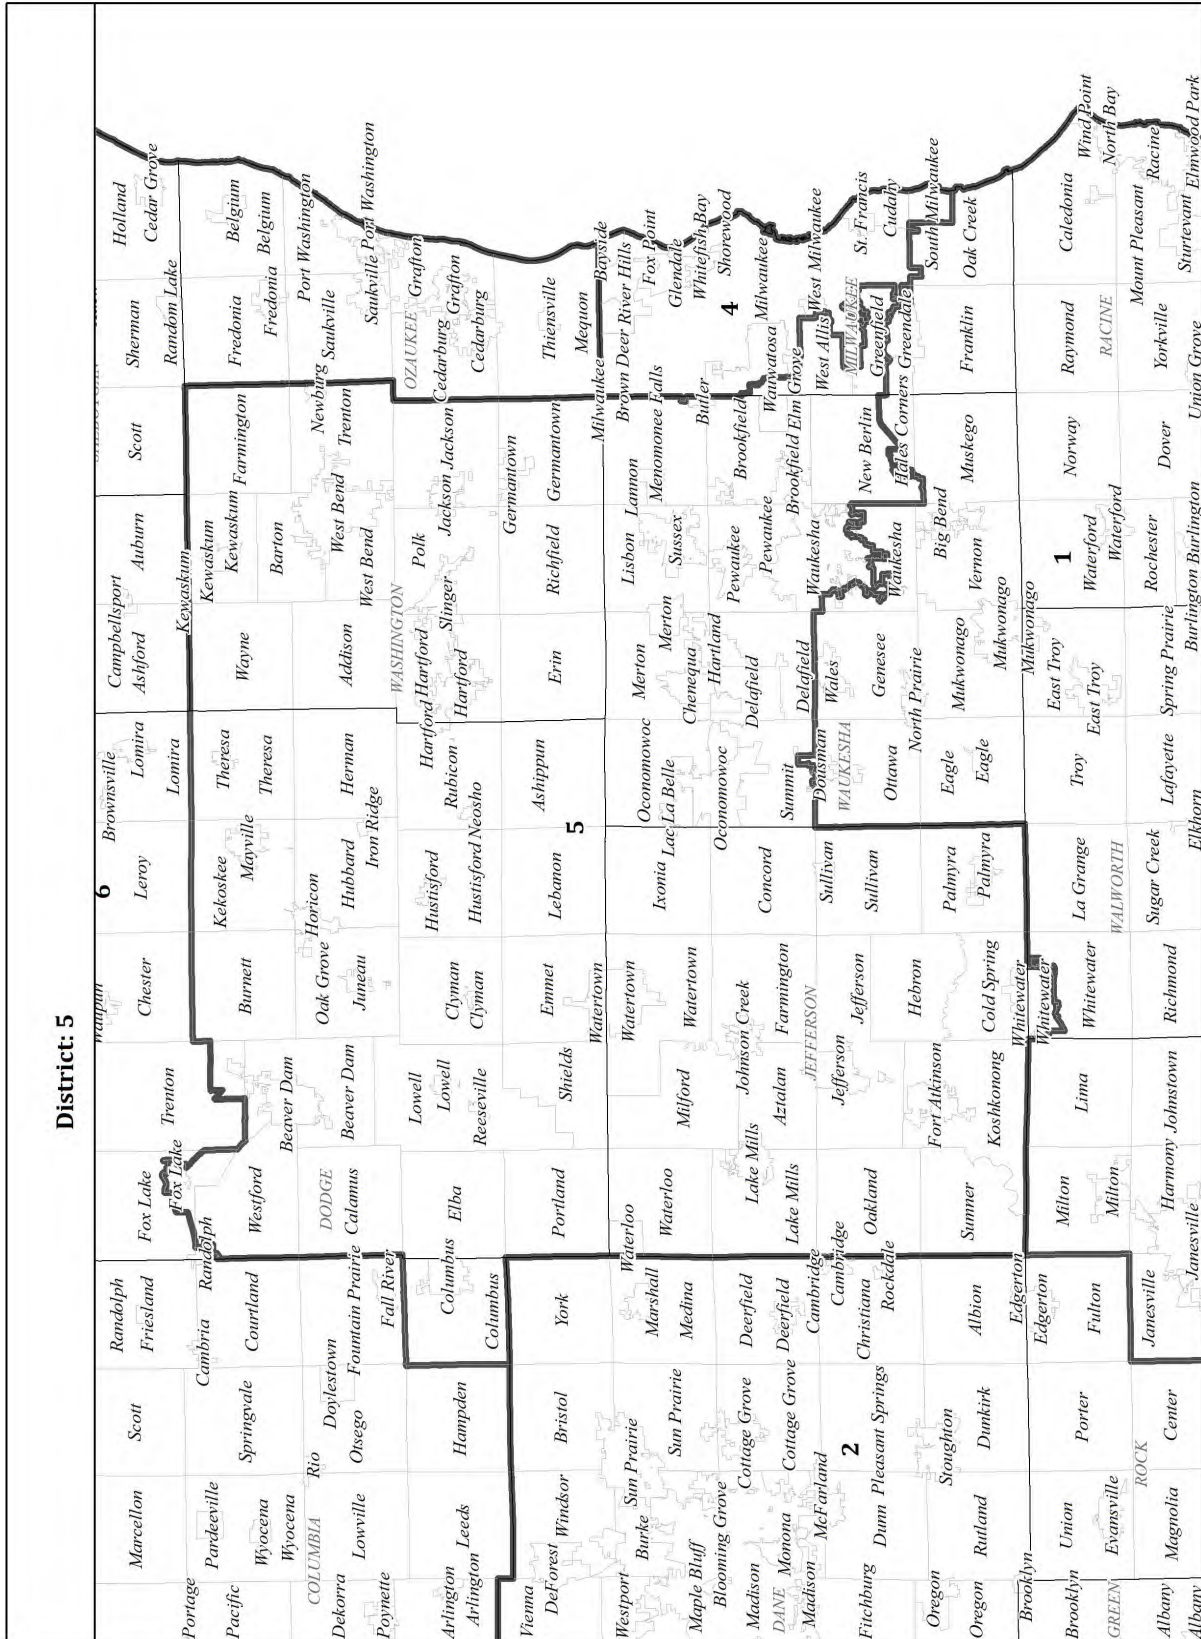 District: 5
Holland
Cedar Grove
Sherman
Random Lake
Scott
Auburn
Campbellsport
Ashford
Brownsville
Lomira
Lomira
6
Leroy
Waupun
Chester
Trenton
Fox Lake
Fox Lake
Randolph
Randolph
Friesland
Cambria
Scott
Marcellon
Portage
Pardeeville
Pacific
Belgium
Belgium
Fredonia
Fredonia
Port Washington
Farmington
Kewaskum
Kewaskum
Kewaskum
Barton
Wayne
Theresa
Theresa
Kekoskee
Mayville
Burnett
Beaver Dam
Westford
Courtland
Springvale
Wyocena
Wyocena
Port Washington
Saukville
Saukville
Newburg
Trenton
West Bend
West Bend
Addison
Herman
Iron Ridge
Hubbard
Horicon
Oak Grove
Juneau
Beaver Dam
DODGE
Calamus
Fountain Prairie
Fall River
Doylestown
Otsego
Rio
COLUMBIA
Lowville
Dekorra
Poynette
OZAUKEE
Grafton
Grafton
Cedarburg
Cedarburg
Jackson
Jackson
Polk
Slinger
WASHINGTON
Hartford
Hartford
Hartford
Hartford
Rubicon
Neosho
Hustisford
Hustisford
Clyman
Clyman
Lowell
Lowell
Reeseville
Elba
Columbus
Columbus
Hampden
Leeds
Arlington
Arlington
Thiensville
Mequon
Germantown
Germantown
Richfield
Erin
Ashippun
5
Lebanon
Emmet
Watertown
Shields
Portland
York
Bristol
Windsor
DeForest
Vienna
Bayside
Fox Point
River Hills
Brown Deer
Milwaukee
Glendale
Whitefish Bay
Shorewood
4
Menomonee Falls
Butler
Lannon
Lisbon
Sussex
Merton
Merton
Chenequa
Hartland
Oconomowoc
Lac La Belle
Oconomowoc
Ixonia
Watertown
Watertown
Milford
Waterloo
Waterloo
Marshall
Medina
Sun Prairie
Sun Prairie
Burke
Westport
Maple Bluff
Milwaukee
Wauwatosa
Elm Grove
Brookfield
Brookfield
Pewaukee
Pewaukee
Delafield
Delafield
Summit
Concord
Johnson Creek
Farmington
Aztalan
JEFFERSON
Lake Mills
Lake Mills
Deerfield
Deerfield
Cottage Grove
Cottage Grove
Blooming Grove
Monona
Madison
Madison
DANE
McFarland
West Milwaukee
West Allis
MILWAUKEE
St. Francis
Cudahy
Greenfield
Greendale
Hales Corners
New Berlin
Waukesha
Waukesha
Wales
Genesee
Dousman
WAUKESHA
Ottawa
North Prairie
Sullivan
Sullivan
Jefferson
Jefferson
Oakland
Cambridge
Cambridge
Rockdale
Christiana
2
Pleasant Springs
Dunn
Fitchburg
South Milwaukee
Oak Creek
Franklin
Muskego
Big Bend
Vernon
Mukwonago
Mukwonago
Mukwonago
Eagle
Eagle
Palmyra
Palmyra
Hebron
Cold Spring
Fort Atkinson
Koshkonong
Sumner
Albion
Edgerton
Edgerton
Stoughton
Dunkirk
Rutland
Oregon
Oregon
Brooklyn
Brooklyn
Wind Point
North Bay
Caledonia
Raymond
RACINE
Norway
1
Waterford
Waterford
East Troy
East Troy
Troy
La Grange
WALWORTH
Whitewater
Whitewater
Whitewater
Lima
Milton
Milton
Fulton
Porter
Union
Evansville
GREEN
Racine
Mount Pleasant
Sturtevant
Elmwood Park
Yorkville
Union Grove
Dover
Rochester
Burlington
Burlington
Spring Prairie
Lafayette
Elkhorn
Sugar Creek
Richmond
Johnstown
Harmony
Janesville
Janesville
ROCK
Center
Magnolia
Albany
Albany